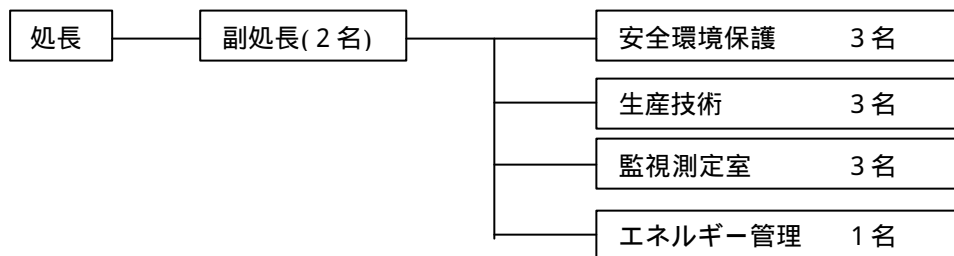 処長
副処長(２名)
安全環境保護 3名
生産技術 3名
監視測定室 3名
エネルギー管理 1名